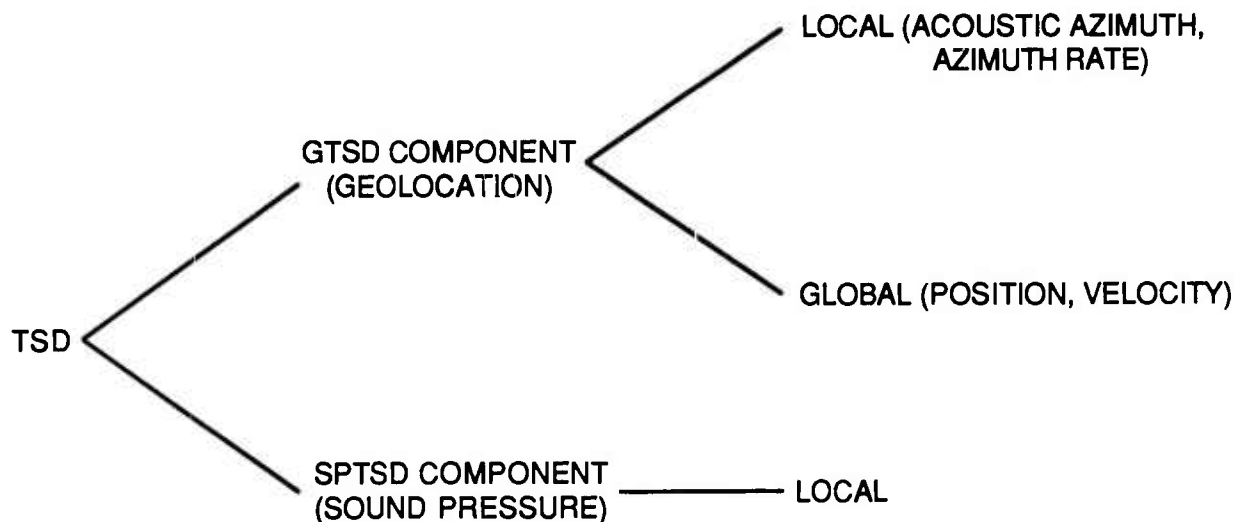 LOCAL (ACOUSTIC AZIMUTH,
AZIMUTH RATE)
GTSD COMPONENT
(GEOLOCATION)
GLOBAL (POSITION, VELOCITY)
TSD
SPTSD COMPONENT
(SOUND PRESSURE)
LOCAL